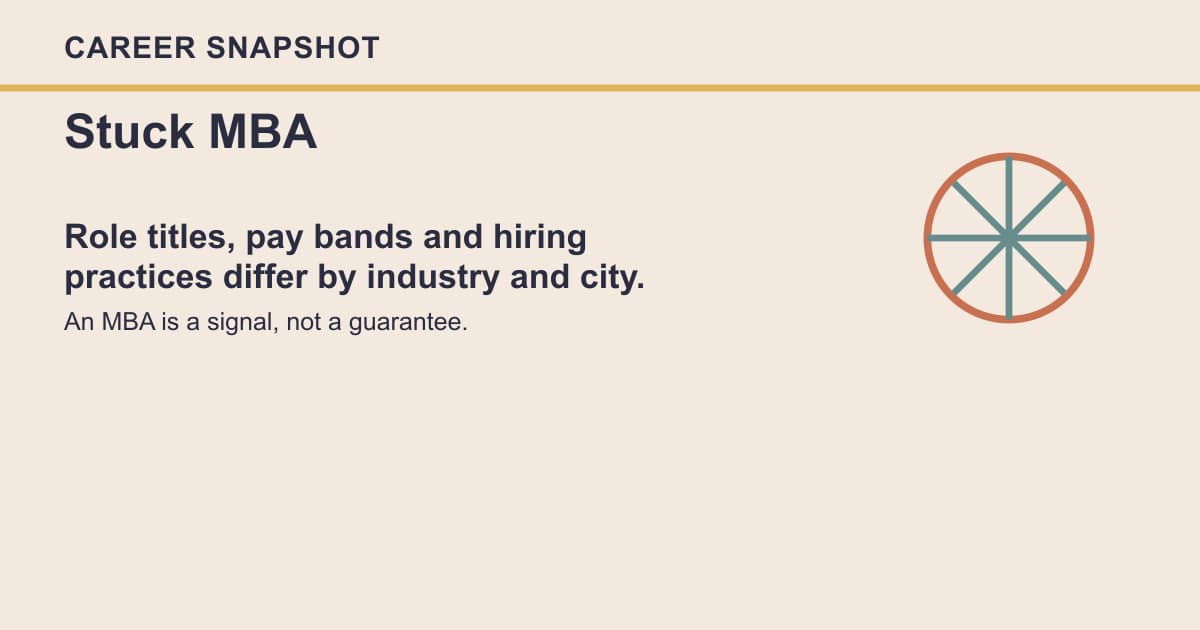 CAREER SNAPSHOT
Stuck MBA
Role titles, pay bands and hiring
practices differ by industry and city.
An MBA is a signal, not a guarantee.